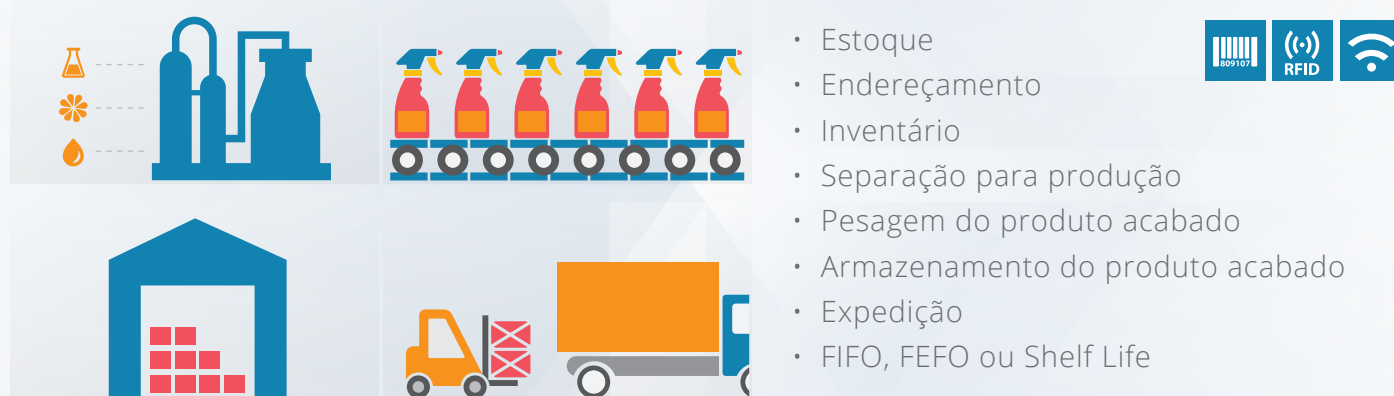 • Estoque
• Endereçamento
• Inventário
• Separação para produção
• Pesagem do produto acabado
• Armazenamento do produto acabado
• Expedição
• FIFO, FEFO ou Shelf Life
809107
RFID